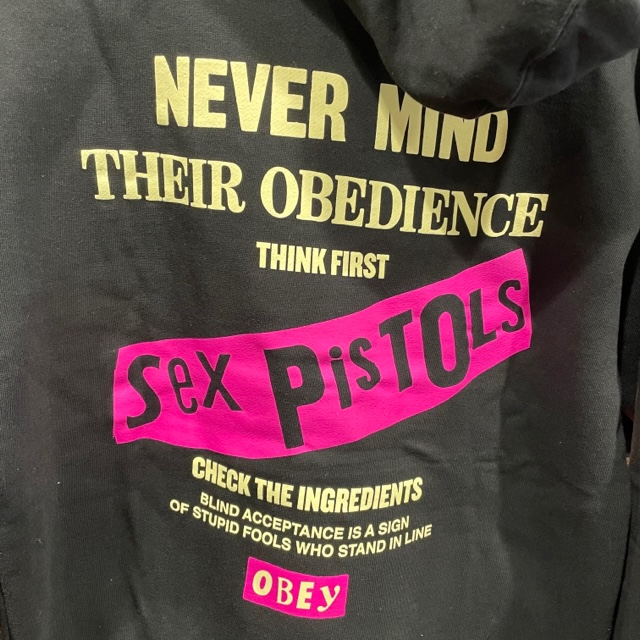 NEVER MIND
THEIR OBEDIENCE
THINK FIRST
Sex PisTOLS
CHECK THE INGREDIENTS
BLIND ACCEPTANCE IS A SIGN
OF STUPID FOOLS WHO STAND IN LINE
OBEy